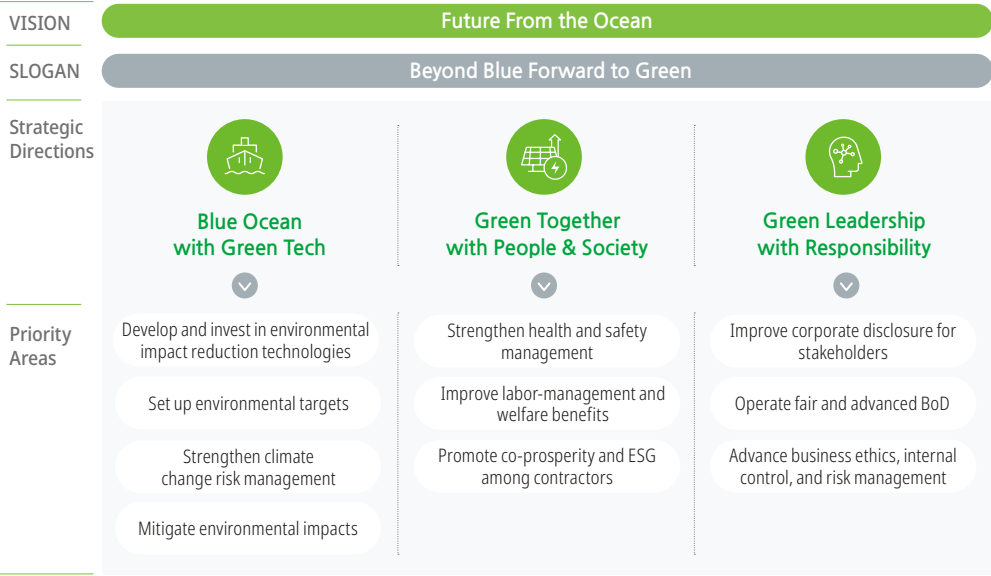 VISION
Future From the Ocean
SLOGAN
Beyond Blue Forward to Green
Strategic
Directions
Blue Ocean
with Green Tech
Green Together
with People & Society
Green Leadership
with Responsibility
Priority
Areas
Develop and invest in environmental
impact reduction technologies
Set up environmental targets
Strengthen climate
change risk management
Mitigate environmental impacts
Strengthen health and safety
management
Improve labor-management and
welfare benefits
Promote co-prosperity and ESG
among contractors
Improve corporate disclosure for
stakeholders
Operate fair and advanced BoD
Advance business ethics, internal
control, and risk management